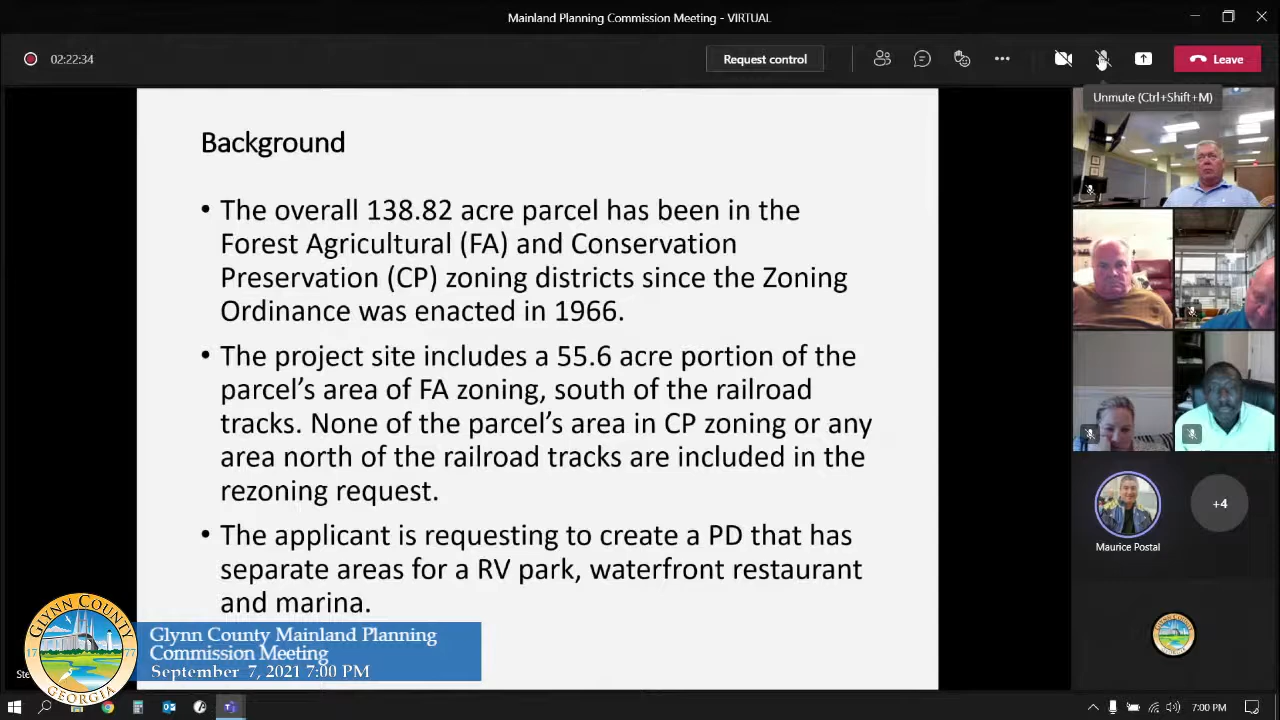 Mainland Planning Commission Meeting - VIRTUAL
02:22:34
Request control
Leave
Unmute (Ctrl+Shift+M)
Background
• The overall 138.82 acre parcel has been in the
Forest Agricultural (FA) and Conservation
Preservation (CP) zoning districts since the Zoning
Ordinance was enacted in 1966.
• The project site includes a 55.6 acre portion of the
parcel's area of FA zoning, south of the railroad
tracks. None of the parcel's area in CP zoning or any
area north of the railroad tracks are included in the
rezoning request.
• The applicant is requesting to create a PD that has
separate areas for a RV park, waterfront restaurant
and marina.
+4
Maurice Postal
GLYNN COUNTY
17 77
GEORGIA
Glynn County Mainland Planning
Commission Meeting
September 7, 2021 7:00 PM
7:00 PM